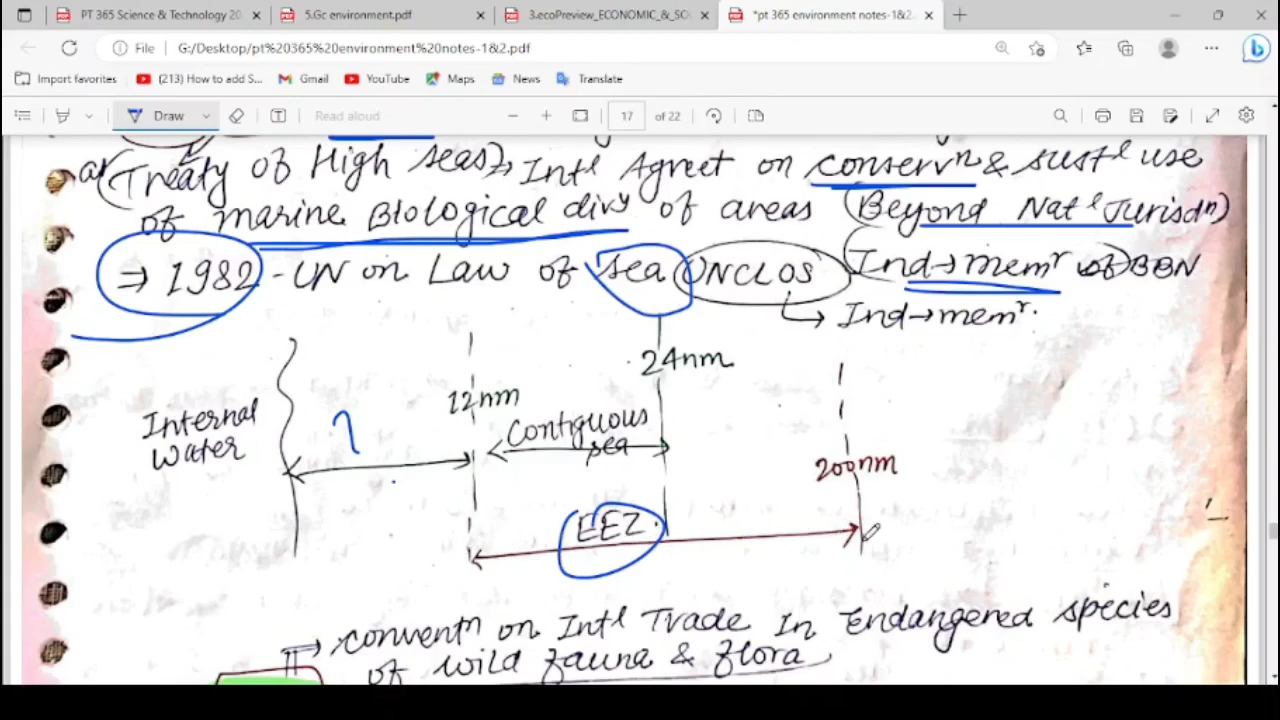 PT 365 Science & Technology 20
5.Gc environment.pdf
3.ecoPreview_ECONOMIC_&_SO
*pt 365 environment notes-1&2.
File G:/Desktop/pt%20365%20environment%20notes-1&2.pdf
Import favorites (213) How to add S... Gmail YouTube Maps News Translate
Draw Read aloud 17 of 22
(Treaty of High seas) Intl Agreet on conservn & sustl use
of marine Biological divy of areas (Beyond Natl Jurisdn)
⇒ 1982 - UN on Law of sea UNCLOS (Ind→memr of BBN
↳ Ind→memr.
24nm
12nm
Internal
water
Contiguous
sea
200nm
EEZ
⇒ conventn on Intl Trade In Endangered species
of wild fauna & flora